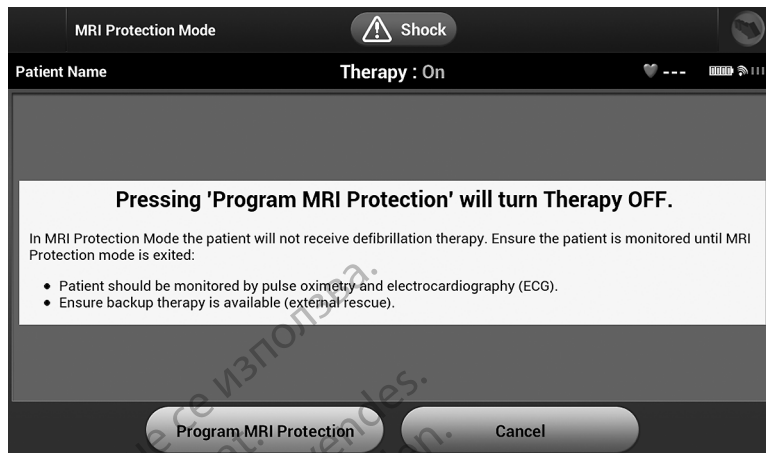 MRI Protection Mode
Shock
Patient Name
Therapy : On
---
Pressing 'Program MRI Protection' will turn Therapy OFF.
In MRI Protection Mode the patient will not receive defibrillation therapy. Ensure the patient is monitored until MRI
Protection mode is exited:
• Patient should be monitored by pulse oximetry and electrocardiography (ECG).
• Ensure backup therapy is available (external rescue).
се използва.
Program MRI Protection
Cancel